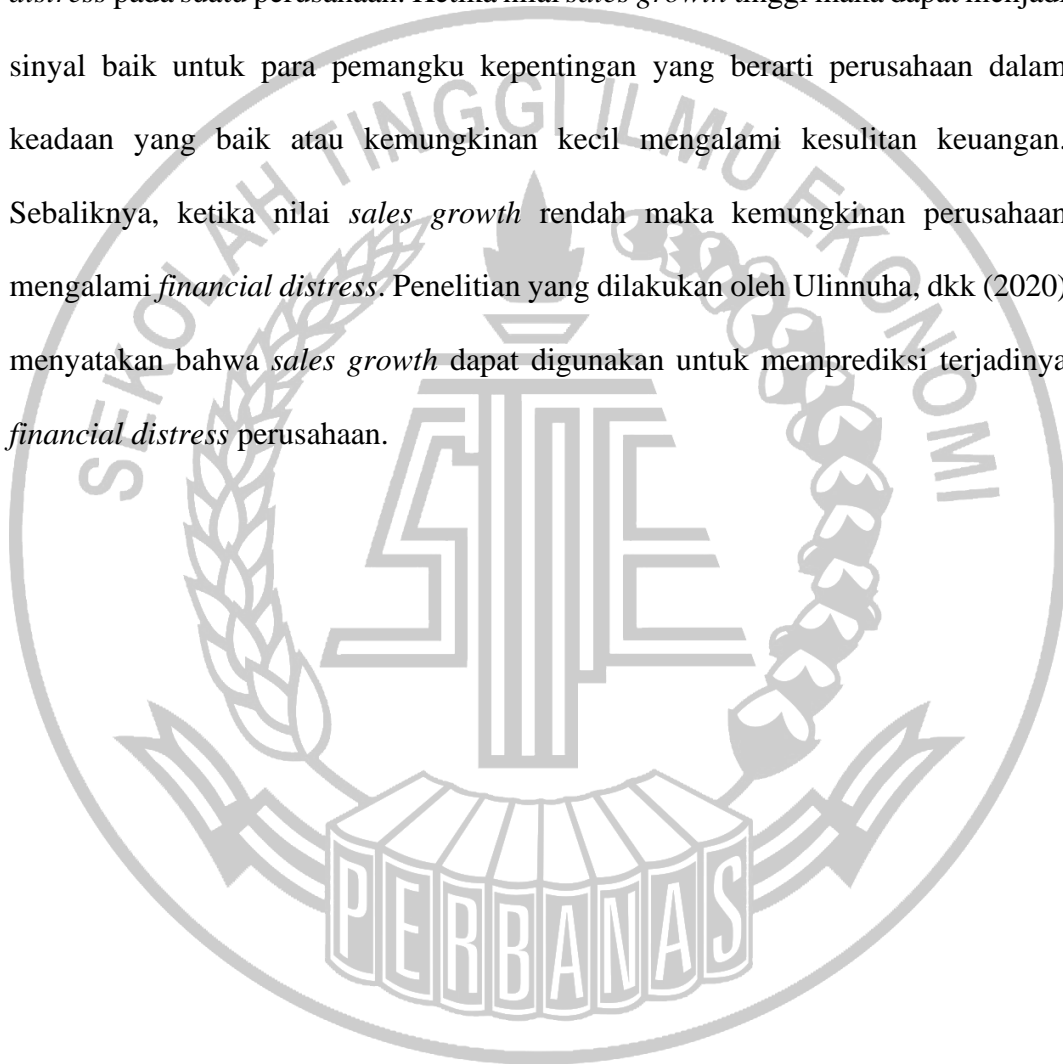 distress pada suatu perusahaan. Ketika nilai sales growth tinggi maka dapat menjadi
sinyal baik untuk para pemangku kepentingan yang berarti perusahaan dalam
keadaan yang baik atau kemungkinan kecil mengalami kesulitan keuangan.
Sebaliknya, ketika nilai sales growth rendah maka kemungkinan perusahaan
mengalami financial distress. Penelitian yang dilakukan oleh Ulinnuha, dkk (2020)
menyatakan bahwa sales growth dapat digunakan untuk memprediksi terjadinya
financial distress perusahaan.
SEKOLAH TINGGI ILMU EKONOMI
STIE
PERBANAS